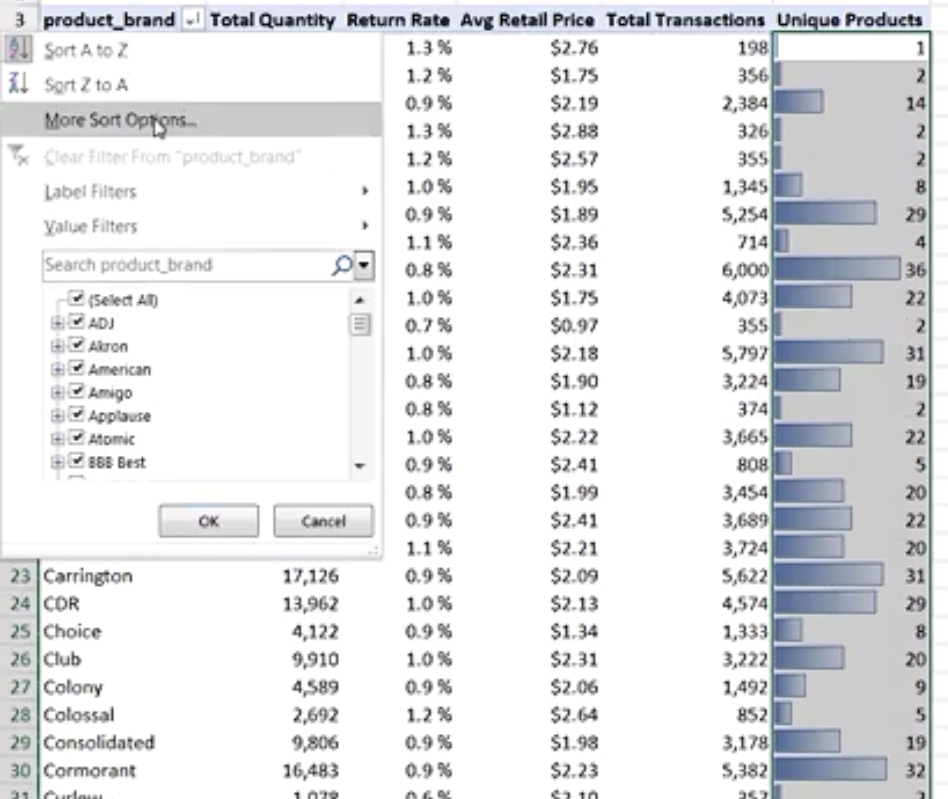 3 product_brand Total Quantity Return Rate Avg Retail Price Total Transactions Unique Products
Sort A to Z
Sort Z to A
More Sort Options...
Clear Filter From "product_brand"
Label Filters
Value Filters
Search product_brand
(Select All)
ADJ
Akron
American
Amigo
Applause
Atomic
BBB Best
OK Cancel
1.3 % $2.76 198 1
1.2 % $1.75 356 2
0.9 % $2.19 2,384 14
1.3 % $2.88 326 2
1.2 % $2.57 355 2
1.0 % $1.95 1,345 8
0.9 % $1.89 5,254 29
1.1 % $2.36 714 4
0.8 % $2.31 6,000 36
1.0 % $1.75 4,073 22
0.7 % $0.97 355 2
1.0 % $2.18 5,797 31
0.8 % $1.90 3,224 19
0.8 % $1.12 374 2
1.0 % $2.22 3,665 22
0.9 % $2.41 808 5
0.8 % $1.99 3,454 20
0.9 % $2.41 3,689 22
1.1 % $2.21 3,724 20
23 Carrington 17,126 0.9 % $2.09 5,622 31
24 CDR 13,962 1.0 % $2.13 4,574 29
25 Choice 4,122 0.9 % $1.34 1,333 8
26 Club 9,910 1.0 % $2.31 3,222 20
27 Colony 4,589 0.9 % $2.06 1,492 9
28 Colossal 2,692 1.2 % $2.64 852 5
29 Consolidated 9,806 0.9 % $1.98 3,178 19
30 Cormorant 16,483 0.9 % $2.23 5,382 32
31 Curlew 1,078 0.6 % $2.10